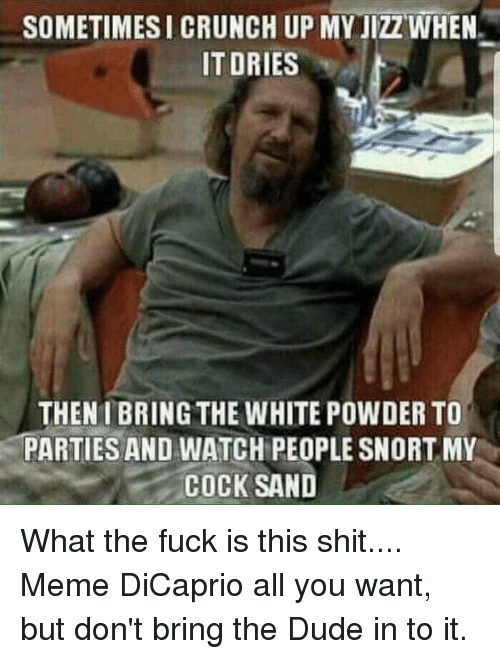 SOMETIMES I CRUNCH UP MY JIZZ WHEN
IT DRIES
THEN I BRING THE WHITE POWDER TO
PARTIES AND WATCH PEOPLE SNORT MY
COCK SAND
What the fuck is this shit....
Meme DiCaprio all you want,
but don't bring the Dude in to it.